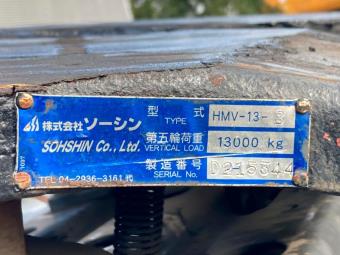 株式会社ソーシン
SOHSHIN Co., Ltd.
TEL 04-2936-3161 代
型 式 HMV-13-
TYPE
第五輪荷重 13000 kg
VERTICAL LOAD
製造番号
SERIAL No.